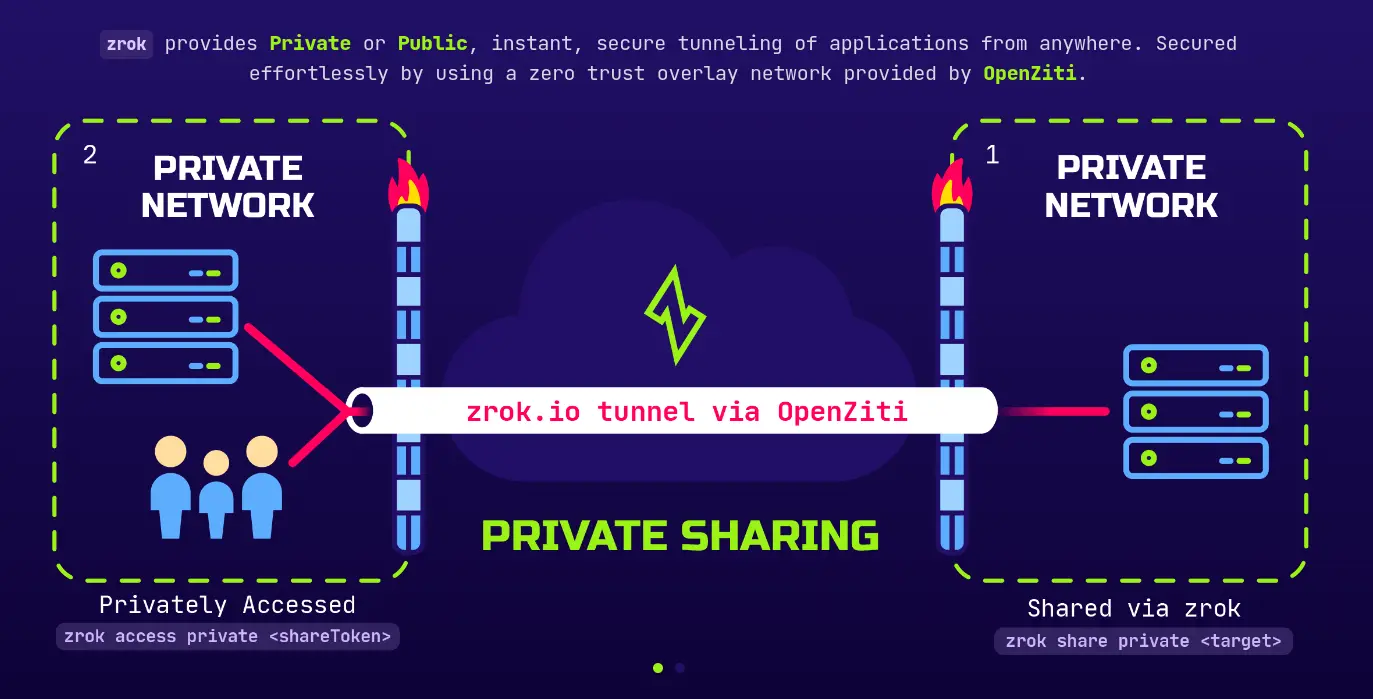 zrok provides Private or Public, instant, secure tunneling of applications from anywhere. Secured
effortlessly by using a zero trust overlay network provided by OpenZiti.
2
PRIVATE
NETWORK
1
PRIVATE
NETWORK
zrok.io tunnel via OpenZiti
PRIVATE SHARING
Privately Accessed
zrok access private <shareToken>
Shared via zrok
zrok share private <target>